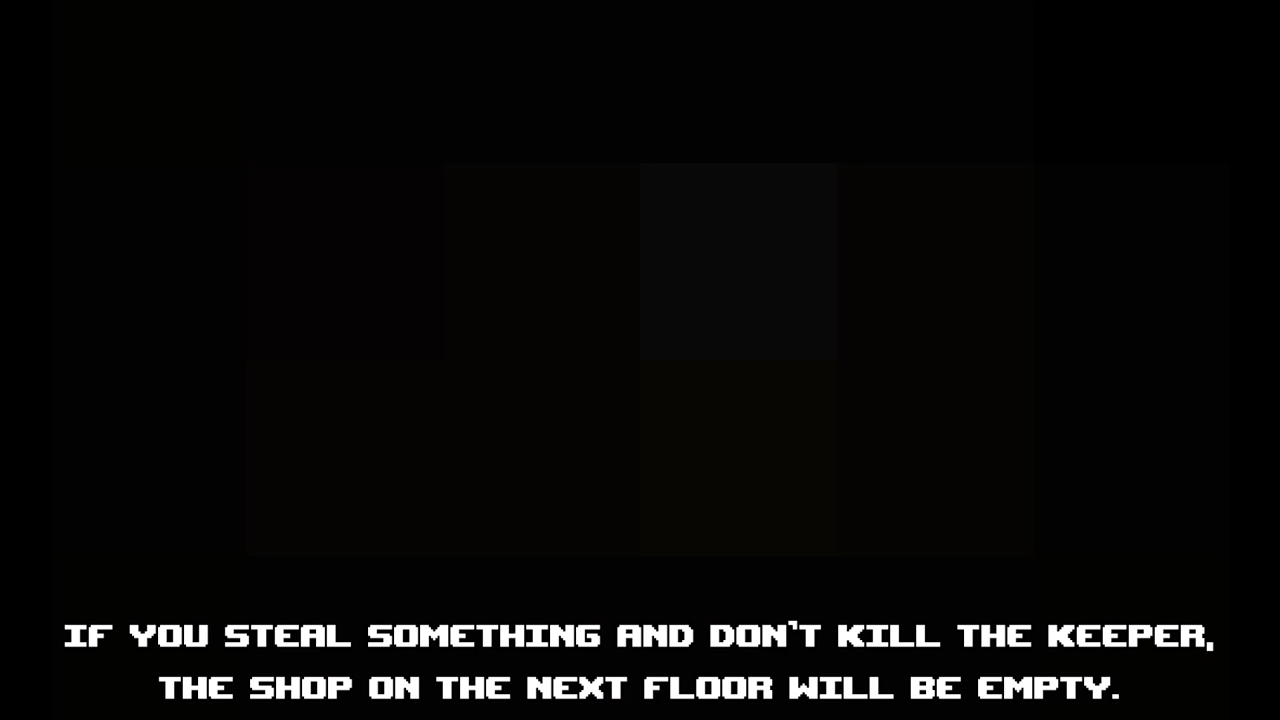 IF YOU STEAL SOMETHING AND DON'T KILL THE KEEPER,
THE SHOP ON THE NEXT FLOOR WILL BE EMPTY.